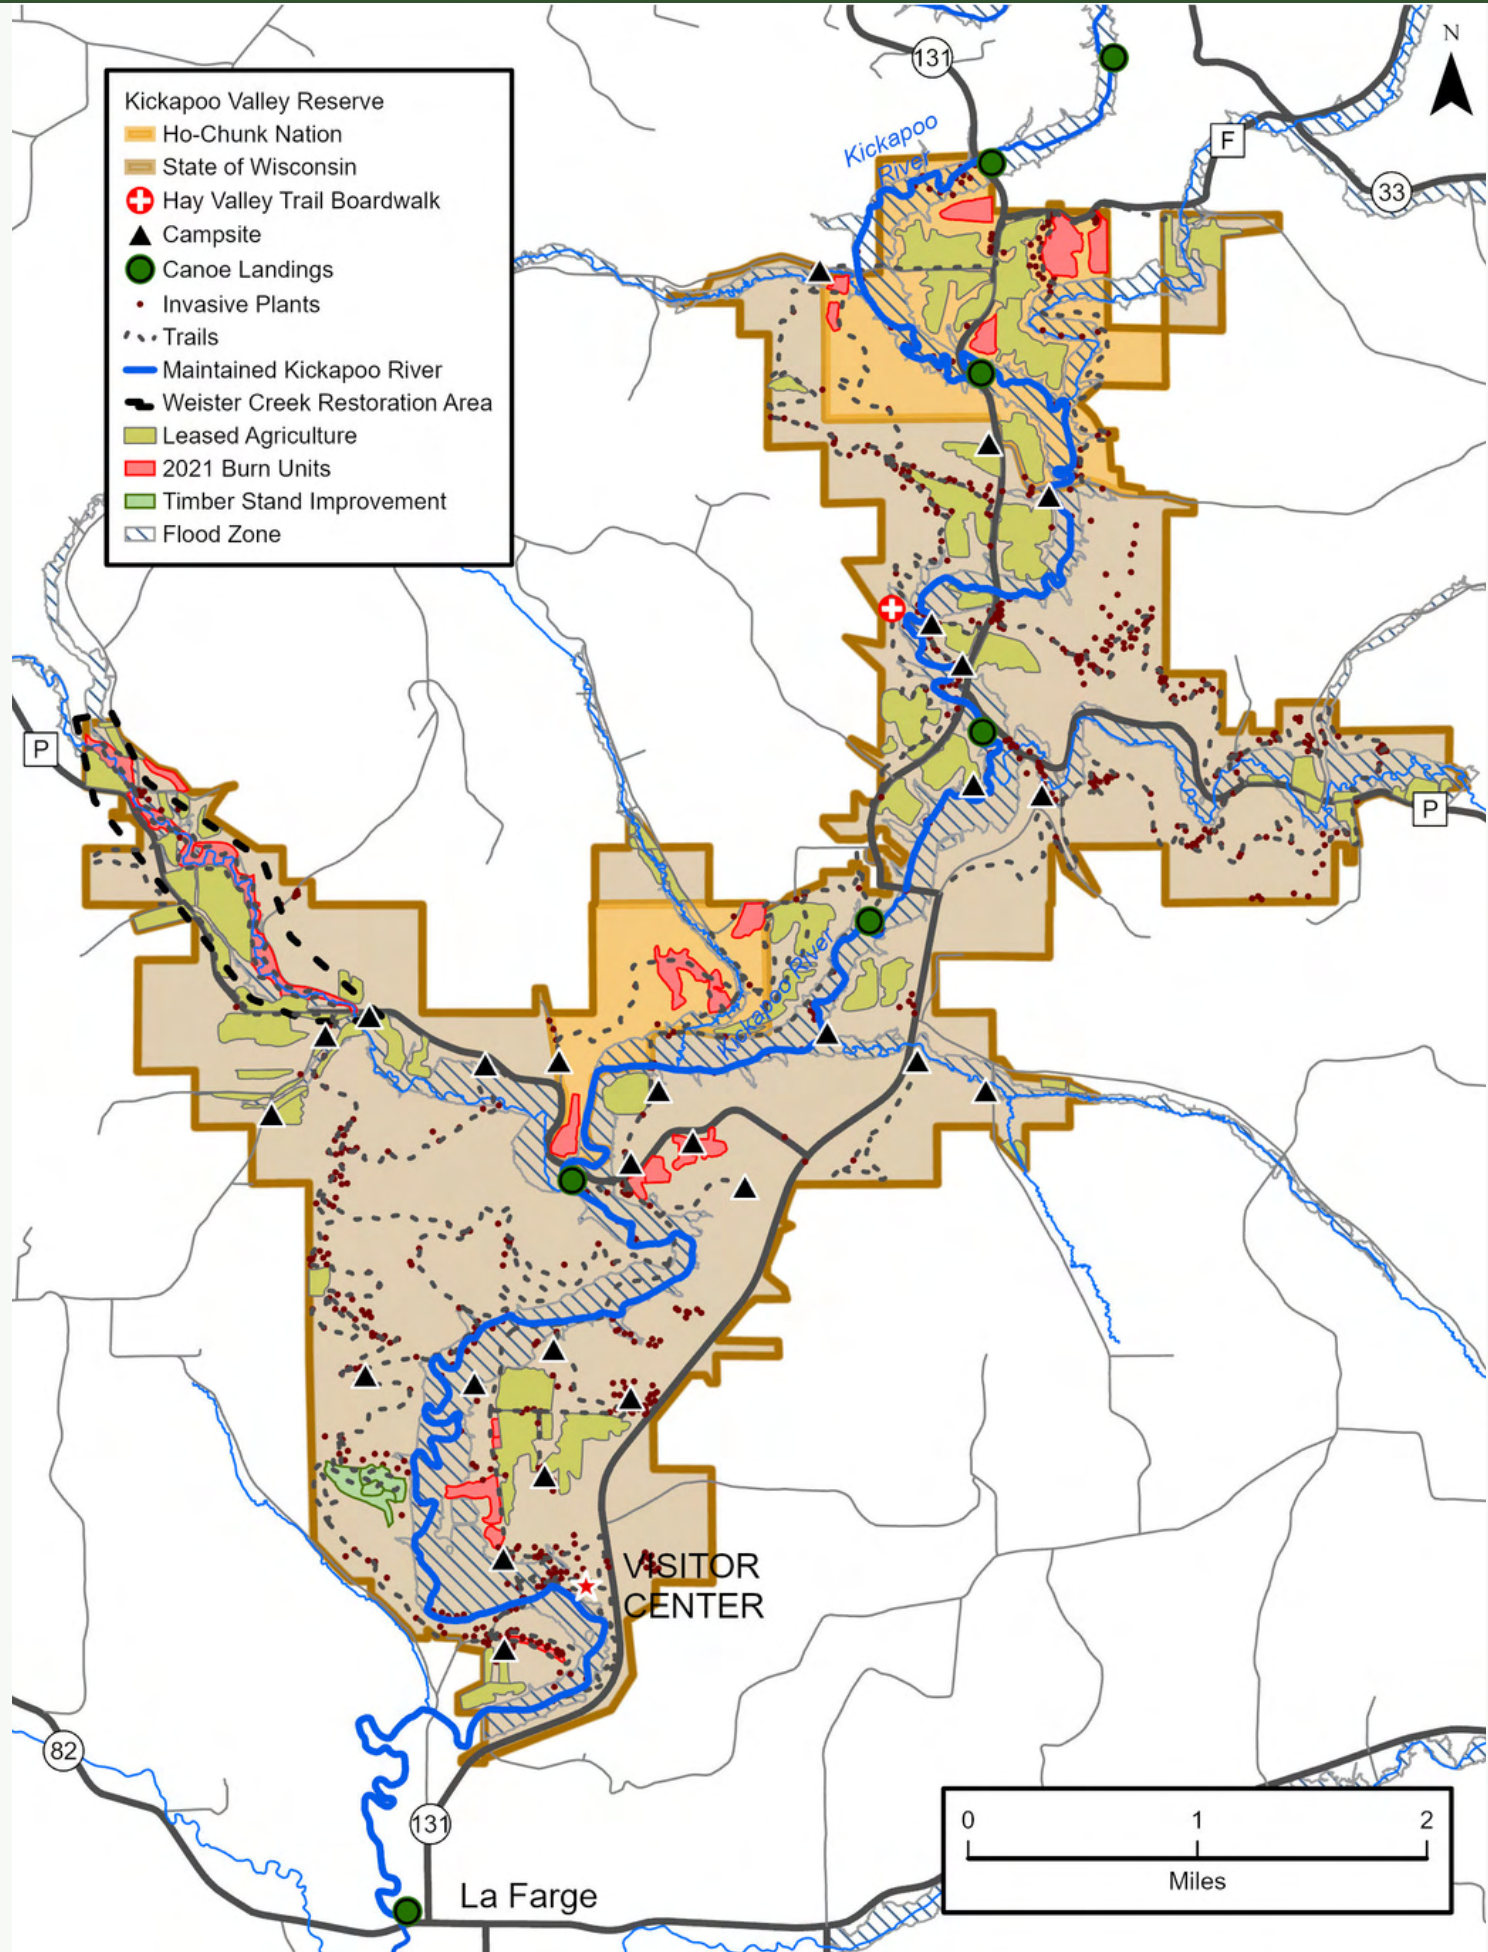 Kickapoo Valley Reserve
Ho-Chunk Nation
State of Wisconsin
Hay Valley Trail Boardwalk
Campsite
Canoe Landings
Invasive Plants
Trails
Maintained Kickapoo River
Weister Creek Restoration Area
Leased Agriculture
2021 Burn Units
Timber Stand Improvement
Flood Zone
131
N
Kickapoo
River
F
33
P
P
Kickapoo River
VISITOR
CENTER
82
131
La Farge
0 1 2
Miles